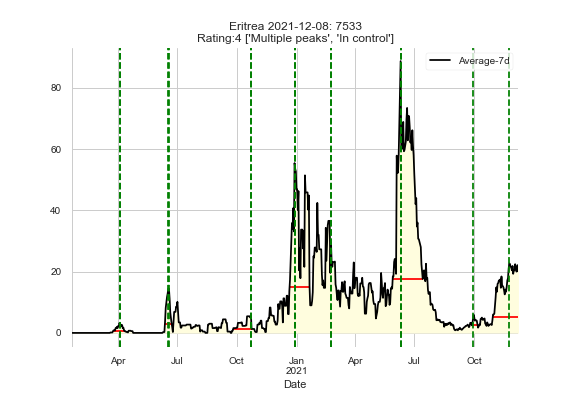 Eritrea 2021-12-08: 7533
Rating:4 ['Multiple peaks', 'In control']
Average-7d
80
60
40
20
0
Apr Jul Oct Jan Apr Jul Oct
2021
Date